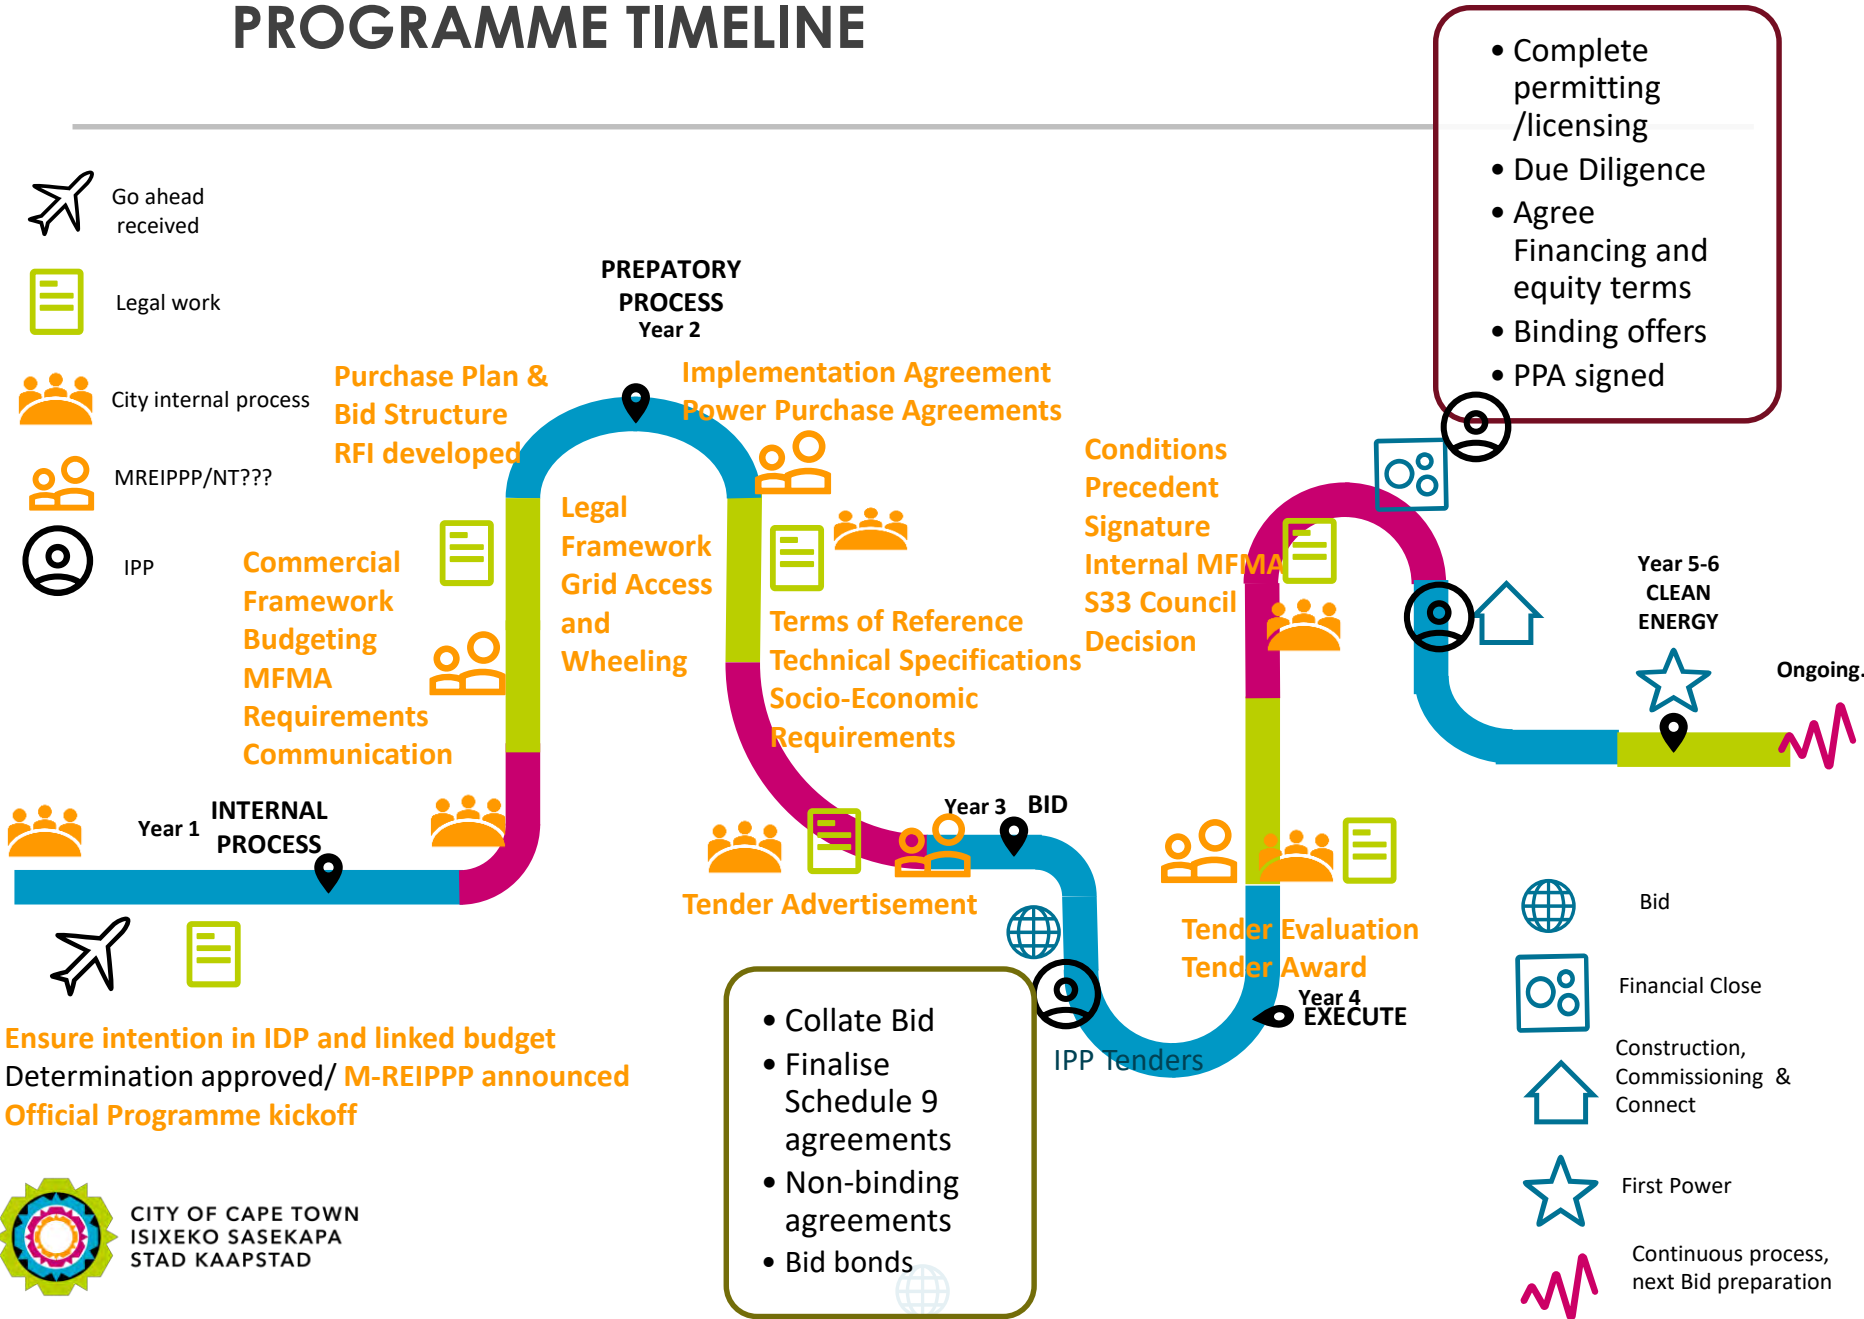 PROGRAMME TIMELINE
• Complete
permitting
/licensing
• Due Diligence
• Agree
Financing and
equity terms
• Binding offers
• PPA signed
Go ahead
received
Legal work
City internal process
MREIPPP/NT???
IPP
PREPATORY
PROCESS
Year 2
Purchase Plan &
Bid Structure
RFI developed
Implementation Agreement
Power Purchase Agreements
Commercial
Framework
Budgeting
MFMA
Requirements
Communication
Legal
Framework
Grid Access
and
Wheeling
Terms of Reference
Technical Specifications
Socio-Economic
Requirements
Conditions
Precedent
Signature
Internal MFMA
S33 Council
Decision
Year 5-6
CLEAN
ENERGY
Ongoing.
Year 1
INTERNAL
PROCESS
Year 3 BID
Tender Advertisement
Tender Evaluation
Tender Award
Year 4
EXECUTE
IPP Tenders
• Collate Bid
• Finalise
Schedule 9
agreements
• Non-binding
agreements
• Bid bonds
Ensure intention in IDP and linked budget
Determination approved/ M-REIPPP announced
Official Programme kickoff
CITY OF CAPE TOWN
ISIXEKO SASEKAPA
STAD KAAPSTAD
Bid
Financial Close
Construction,
Commissioning &
Connect
First Power
Continuous process,
next Bid preparation